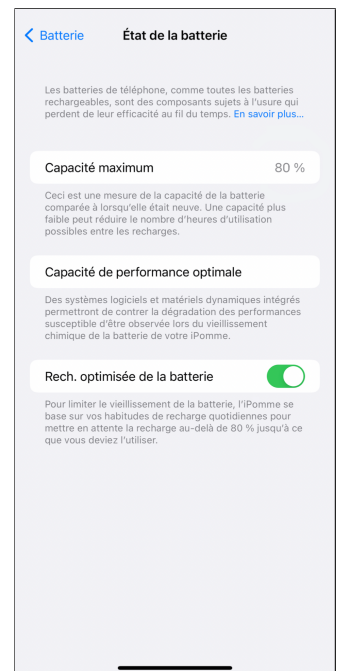 Batterie
État de la batterie
Les batteries de téléphone, comme toutes les batteries
rechargeables, sont des composants sujets à l'usure qui
perdent de leur efficacité au fil du temps. En savoir plus...
Capacité maximum 80 %
Ceci est une mesure de la capacité de la batterie
comparée à lorsqu'elle était neuve. Une capacité plus
faible peut réduire le nombre d'heures d'utilisation
possibles entre les recharges.
Capacité de performance optimale
Des systèmes logiciels et matériels dynamiques intégrés
permettront de contrer la dégradation des performances
susceptible d'être observée lors du vieillissement
chimique de la batterie de votre iPomme.
Rech. optimisée de la batterie
Pour limiter le vieillissement de la batterie, l'iPomme se
base sur vos habitudes de recharge quotidiennes pour
mettre en attente la recharge au-delà de 80 % jusqu'à ce
que vous deviez l'utiliser.